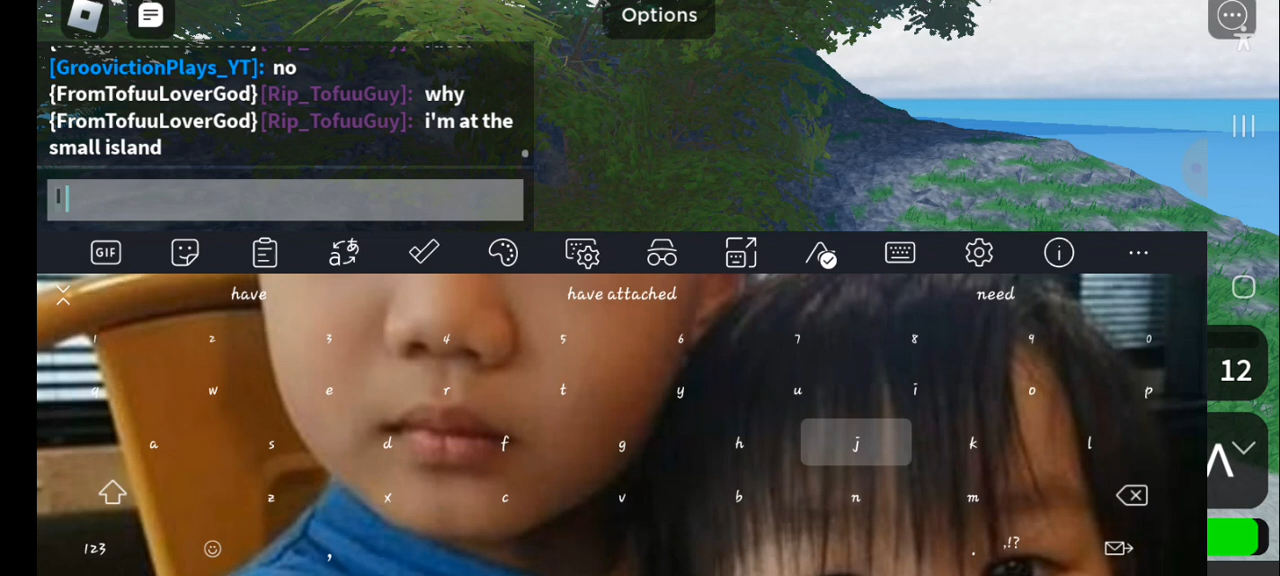 Options
[GroovictionPlays_YT]: no
{FromTofuuLoverGod}[Rip_TofuuGuy]: why
{FromTofuuLoverGod}[Rip_TofuuGuy]: i'm at the
small island
I
GIF
have have attached need
1 2 3 4 5 6 7 8 9 0
q w e r t y u i o p
a s d f g h j k l
z x c v b n m
123 , . ,!?
12